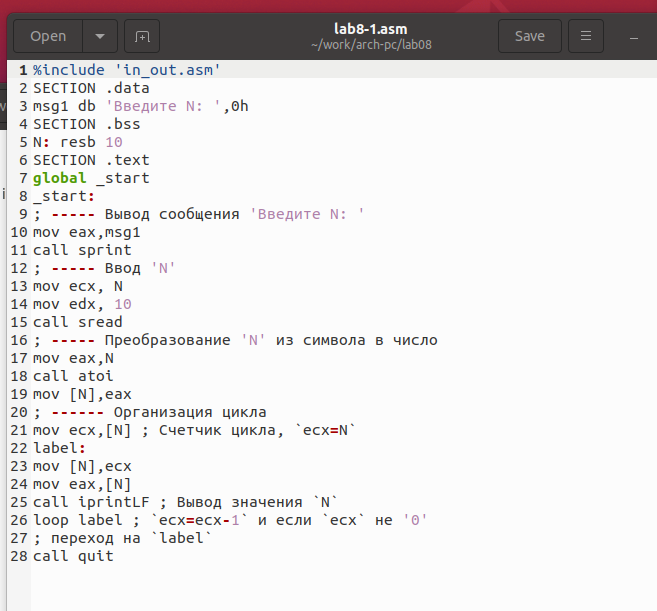 Open
lab8-1.asm
~/work/arch-pc/lab08
Save
1 %include 'in_out.asm'
2 SECTION .data
3 msg1 db 'Введите N: ',0h
4 SECTION .bss
5 N: resb 10
6 SECTION .text
7 global _start
8 _start:
9 ; ----- Вывод сообщения 'Введите N: '
10 mov eax,msg1
11 call sprint
12 ; ----- Ввод 'N'
13 mov ecx, N
14 mov edx, 10
15 call sread
16 ; ----- Преобразование 'N' из символа в число
17 mov eax,N
18 call atoi
19 mov [N],eax
20 ; ------ Организация цикла
21 mov ecx,[N] ; Счетчик цикла, `ecx=N`
22 label:
23 mov [N],ecx
24 mov eax,[N]
25 call iprintLF ; Вывод значения `N`
26 loop label ; `ecx=ecx-1` и если `ecx` не '0'
27 ; переход на `label`
28 call quit